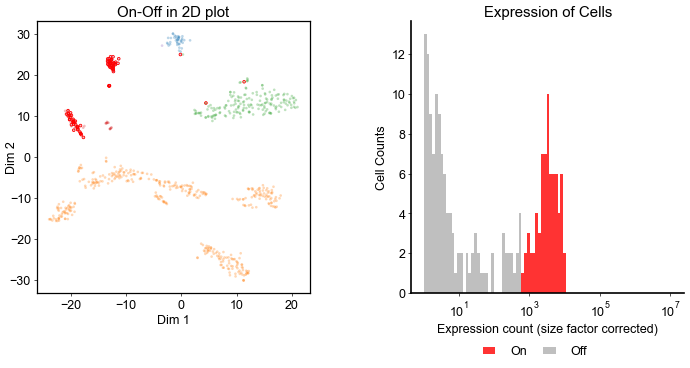 On-Off in 2D plot
Expression of Cells
30
20
10
0
−10
−20
−30
Dim 2
−20
−10
0
10
20
Dim 1
12
10
8
6
4
2
0
Cell Counts
10^1
10^3
10^5
10^7
Expression count (size factor corrected)
On
Off